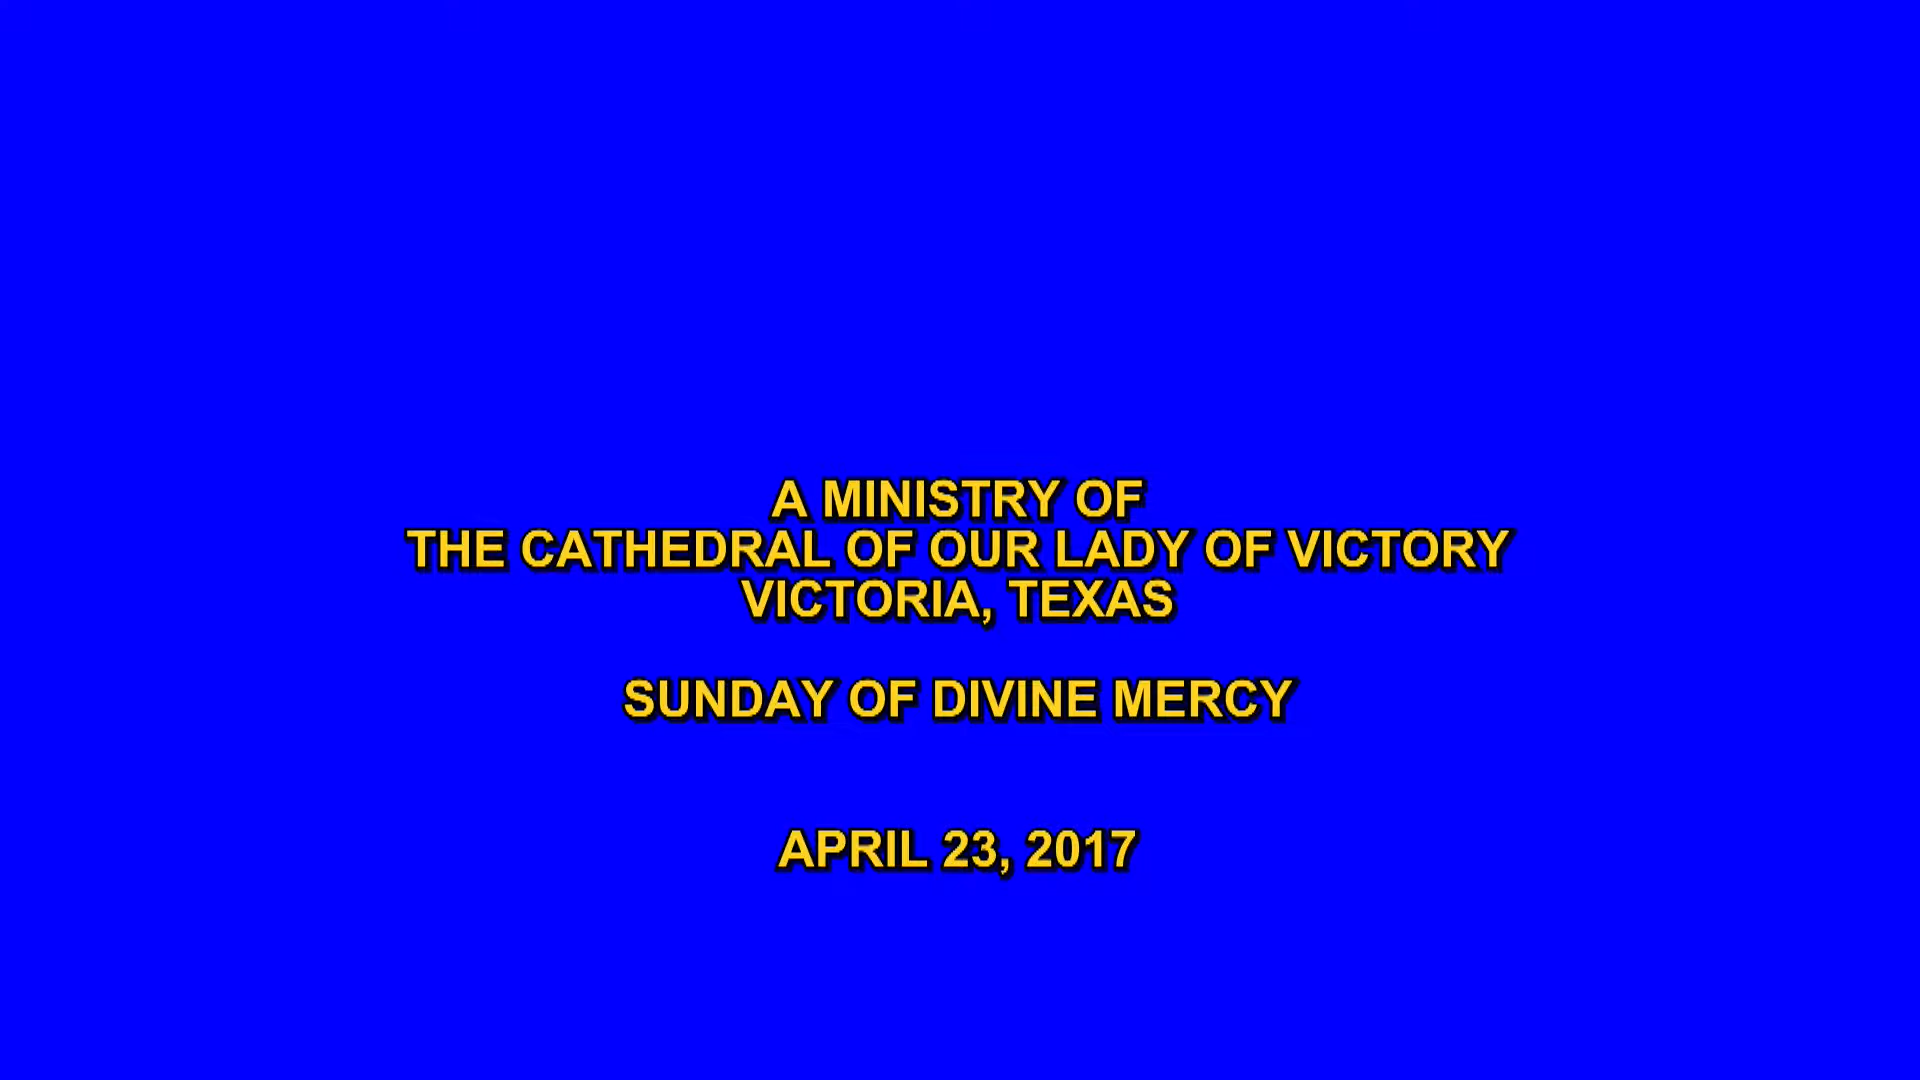 A MINISTRY OF
THE CATHEDRAL OF OUR LADY OF VICTORY
VICTORIA, TEXAS
SUNDAY OF DIVINE MERCY
APRIL 23, 2017